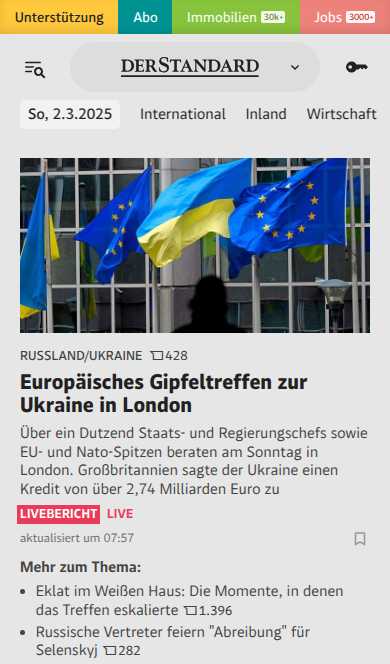 Unterstützung Abo Immobilien 30k+ Jobs 3000+
DERSTANDARD
So, 2.3.2025 International Inland Wirtschaft
RUSSLAND/UKRAINE 428
Europäisches Gipfeltreffen zur
Ukraine in London
Über ein Dutzend Staats- und Regierungschefs sowie
EU- und Nato-Spitzen beraten am Sonntag in
London. Großbritannien sagte der Ukraine einen
Kredit von über 2,74 Milliarden Euro zu
LIVEBERICHT LIVE
aktualisiert um 07:57
Mehr zum Thema:
• Eklat im Weißen Haus: Die Momente, in denen
das Treffen eskalierte 1.396
• Russische Vertreter feiern "Abreibung" für
Selenskyj 282